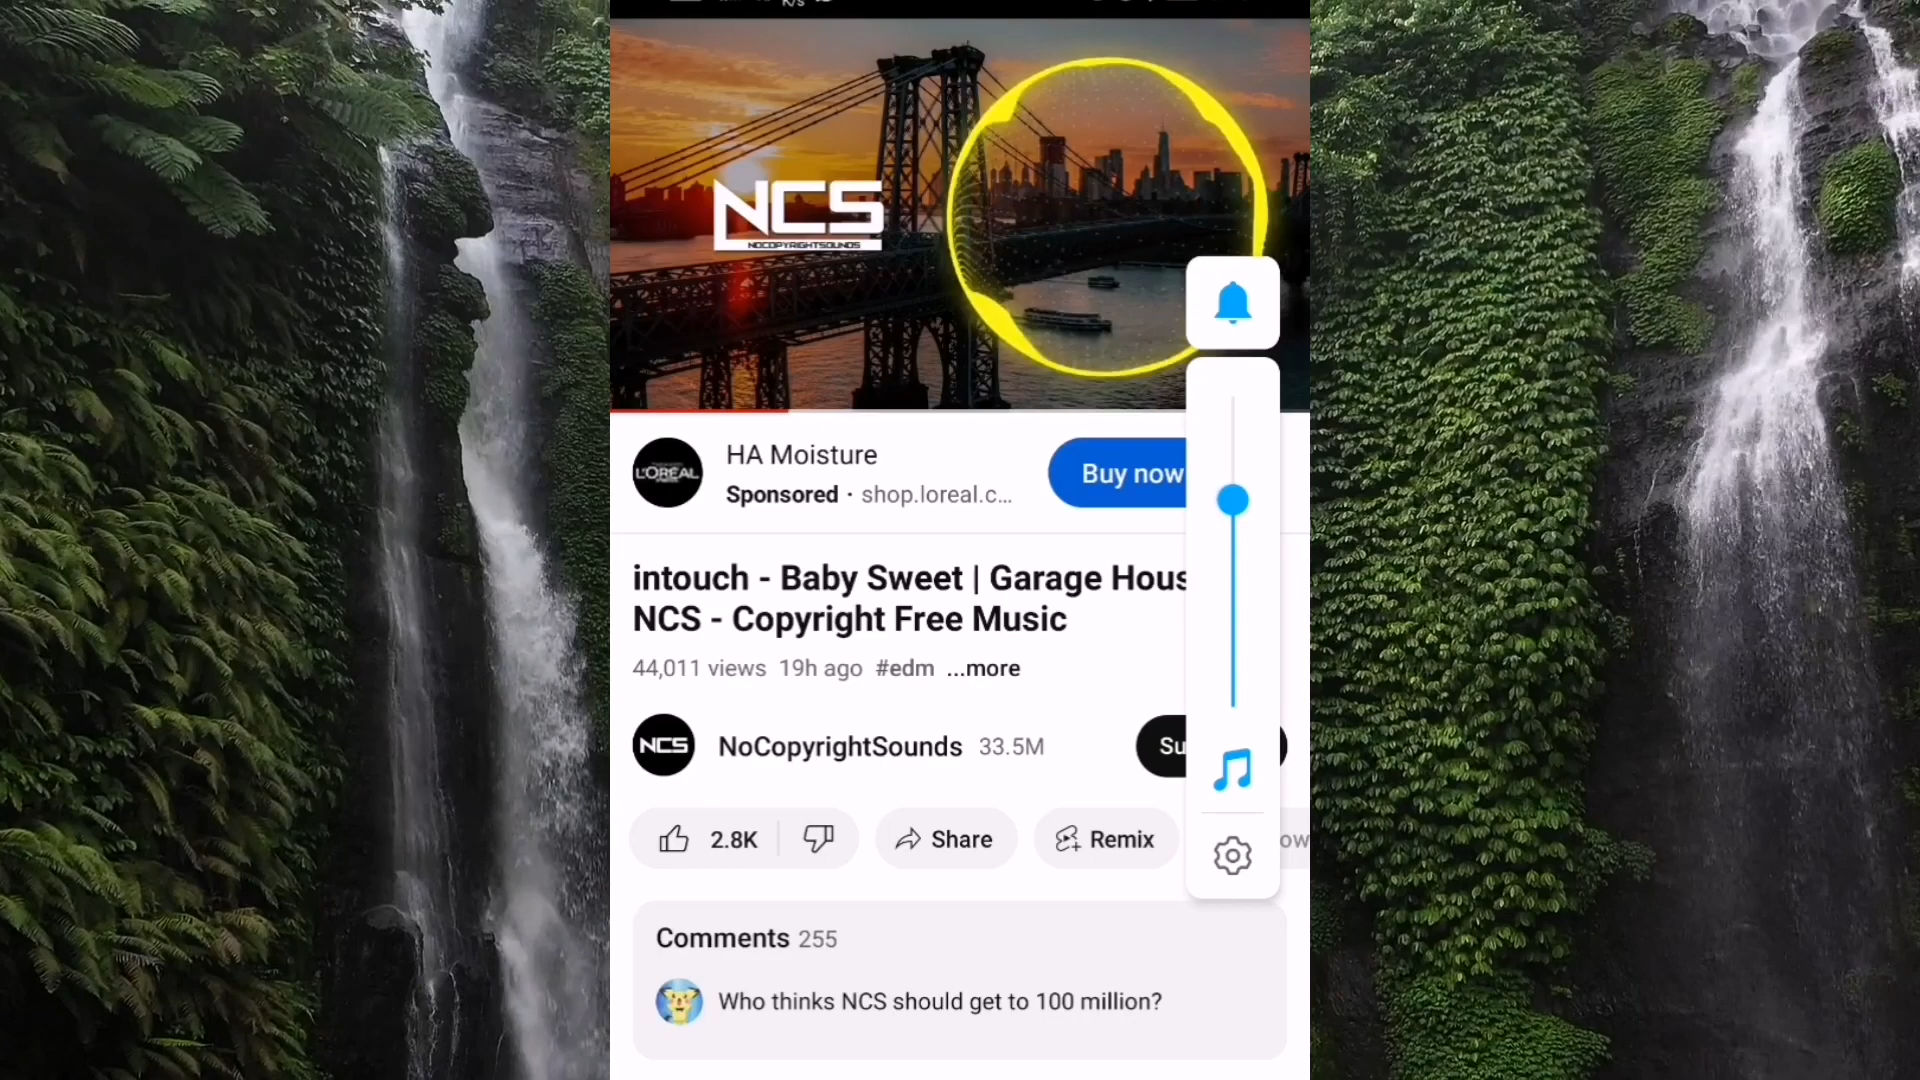 K/s
NCS
NOCOPYRIGHTSOUNDS
L'ORÉAL
HA Moisture
Sponsored · shop.loreal.c...
Buy now
intouch - Baby Sweet | Garage Hous
NCS - Copyright Free Music
44,011 views 19h ago #edm ...more
NCS
NoCopyrightSounds 33.5M
Su
2.8K
Share
Remix
ow
Comments 255
Who thinks NCS should get to 100 million?